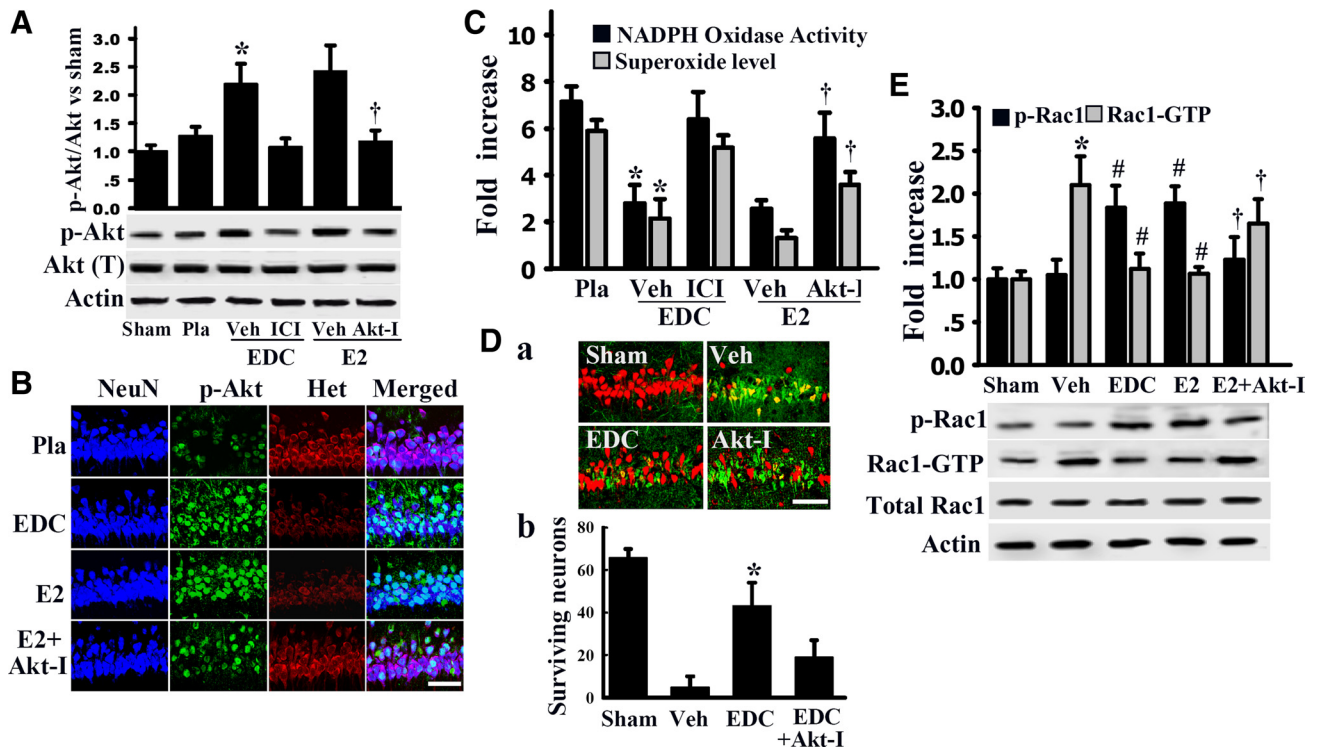 A
p-Akt/Akt vs sham
3.0
2.5
2.0
1.5
1.0
.5
0.0
*
†
p-Akt
Akt (T)
Actin
Sham Pla Veh ICI Veh Akt-I
EDC E2
B
NeuN p-Akt Het Merged
Pla
EDC
E2
E2+
Akt-I
C
Fold increase
10
8
6
4
2
0
NADPH Oxidase Activity
Superoxide level
* *
† †
Pla Veh ICI Veh Akt-I
EDC E2
D
a
Sham Veh
EDC Akt-I
b
Surviving neurons
80
60
40
20
0
*
Sham Veh EDC EDC
+Akt-I
E
Fold increase
3.0
2.5
2.0
1.5
1.0
.5
0.0
p-Rac1 Rac1-GTP
* # # # # † †
Sham Veh EDC E2 E2+Akt-I
p-Rac1
Rac1-GTP
Total Rac1
Actin